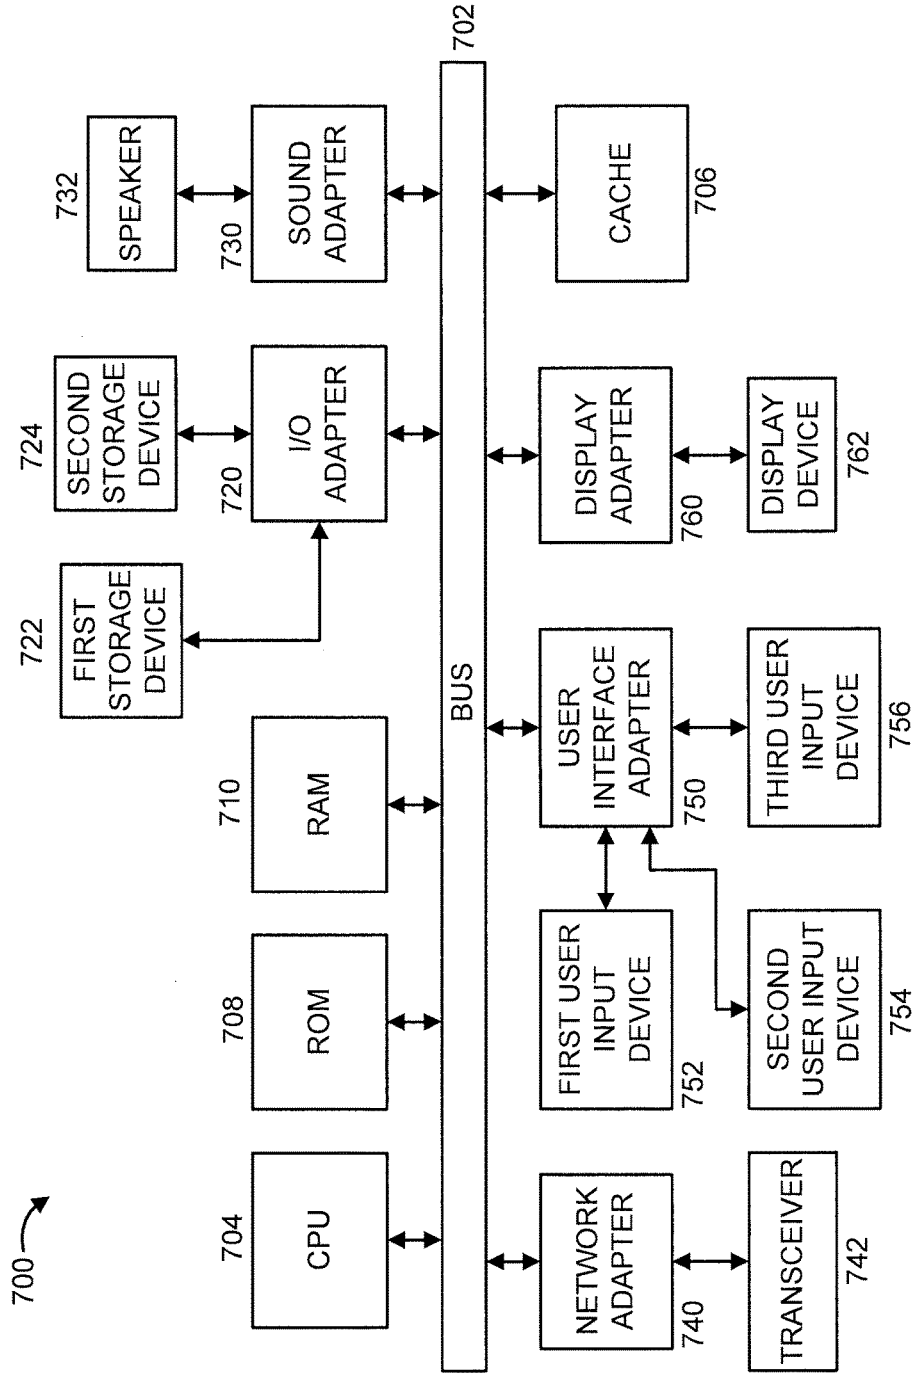 700
704
CPU
708
ROM
710
RAM
722
FIRST
STORAGE
DEVICE
724
SECOND
STORAGE
DEVICE
720
I/O
ADAPTER
732
SPEAKER
730
SOUND
ADAPTER
BUS
702
NETWORK
ADAPTER
740
TRANSCEIVER
742
FIRST USER
INPUT
DEVICE
752
SECOND
USER INPUT
DEVICE
754
USER
INTERFACE
ADAPTER
750
THIRD USER
INPUT
DEVICE
756
DISPLAY
ADAPTER
760
DISPLAY
DEVICE
762
CACHE
706